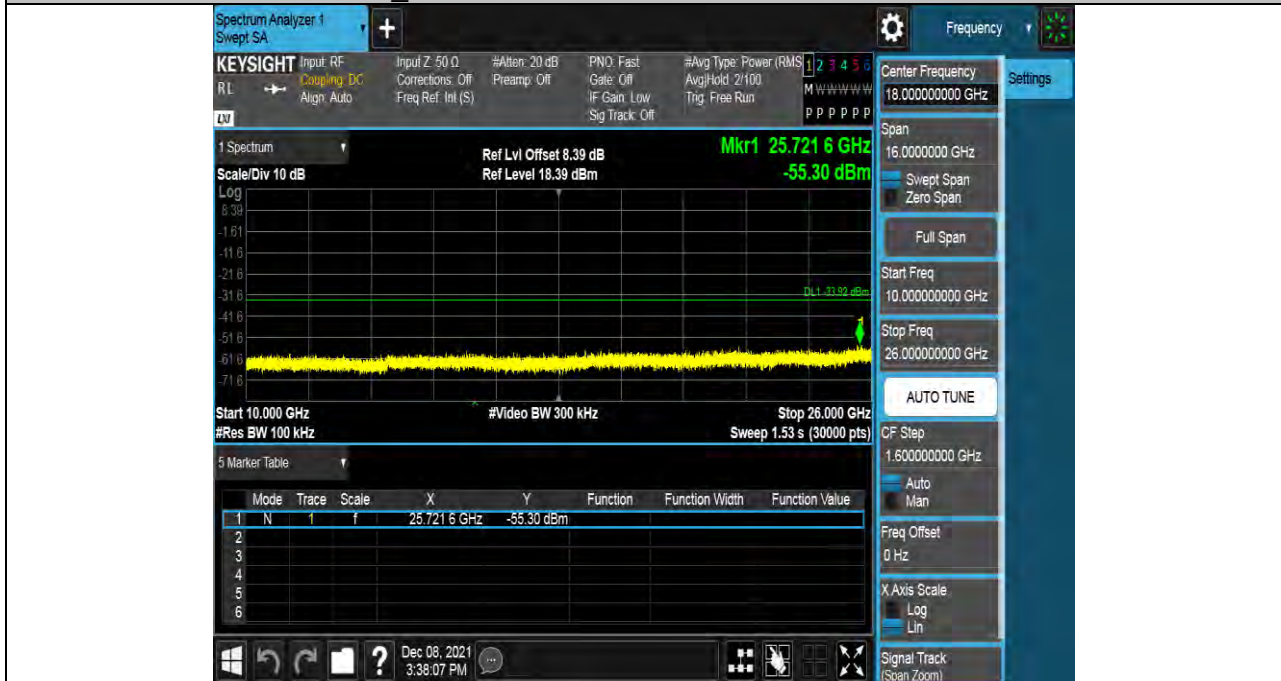 Spectrum Analyzer 1
Swept SA
+
Frequency
KEYSIGHT
Input: RF
Coupling: DC
Align: Auto
RL
LXI
Input Z: 50 Ω
Corrections: Off
Freq Ref: Int (S)
#Atten: 20 dB
Preamp: Off
PNO: Fast
Gate: Off
IF Gain: Low
Sig Track: Off
#Avg Type: Power (RMS
Avg|Hold: 2/100
Trig: Free Run
1 2 3 4 5 6
M W W W W W
P P P P P P
1 Spectrum
Scale/Div 10 dB
Ref Lvl Offset 8.39 dB
Ref Level 18.39 dBm
Mkr1 25.721 6 GHz
-55.30 dBm
Log
8.39
-1.61
-11.6
-21.6
-31.6
-41.6
-51.6
-61.6
-71.6
DL1 -33.92 dBm
1
Start 10.000 GHz
#Video BW 300 kHz
Stop 26.000 GHz
#Res BW 100 kHz
Sweep 1.53 s (30000 pts)
5 Marker Table
Mode Trace Scale X Y Function Function Width Function Value
1 N 1 f 25.721 6 GHz -55.30 dBm
2
3
4
5
6
?
Dec 08, 2021
3:38:07 PM
Center Frequency
18.000000000 GHz
Settings
Span
16.0000000 GHz
Swept Span
Zero Span
Full Span
Start Freq
10.000000000 GHz
Stop Freq
26.000000000 GHz
AUTO TUNE
CF Step
1.600000000 GHz
Auto
Man
Freq Offset
0 Hz
X Axis Scale
Log
Lin
Signal Track
(Span Zoom)